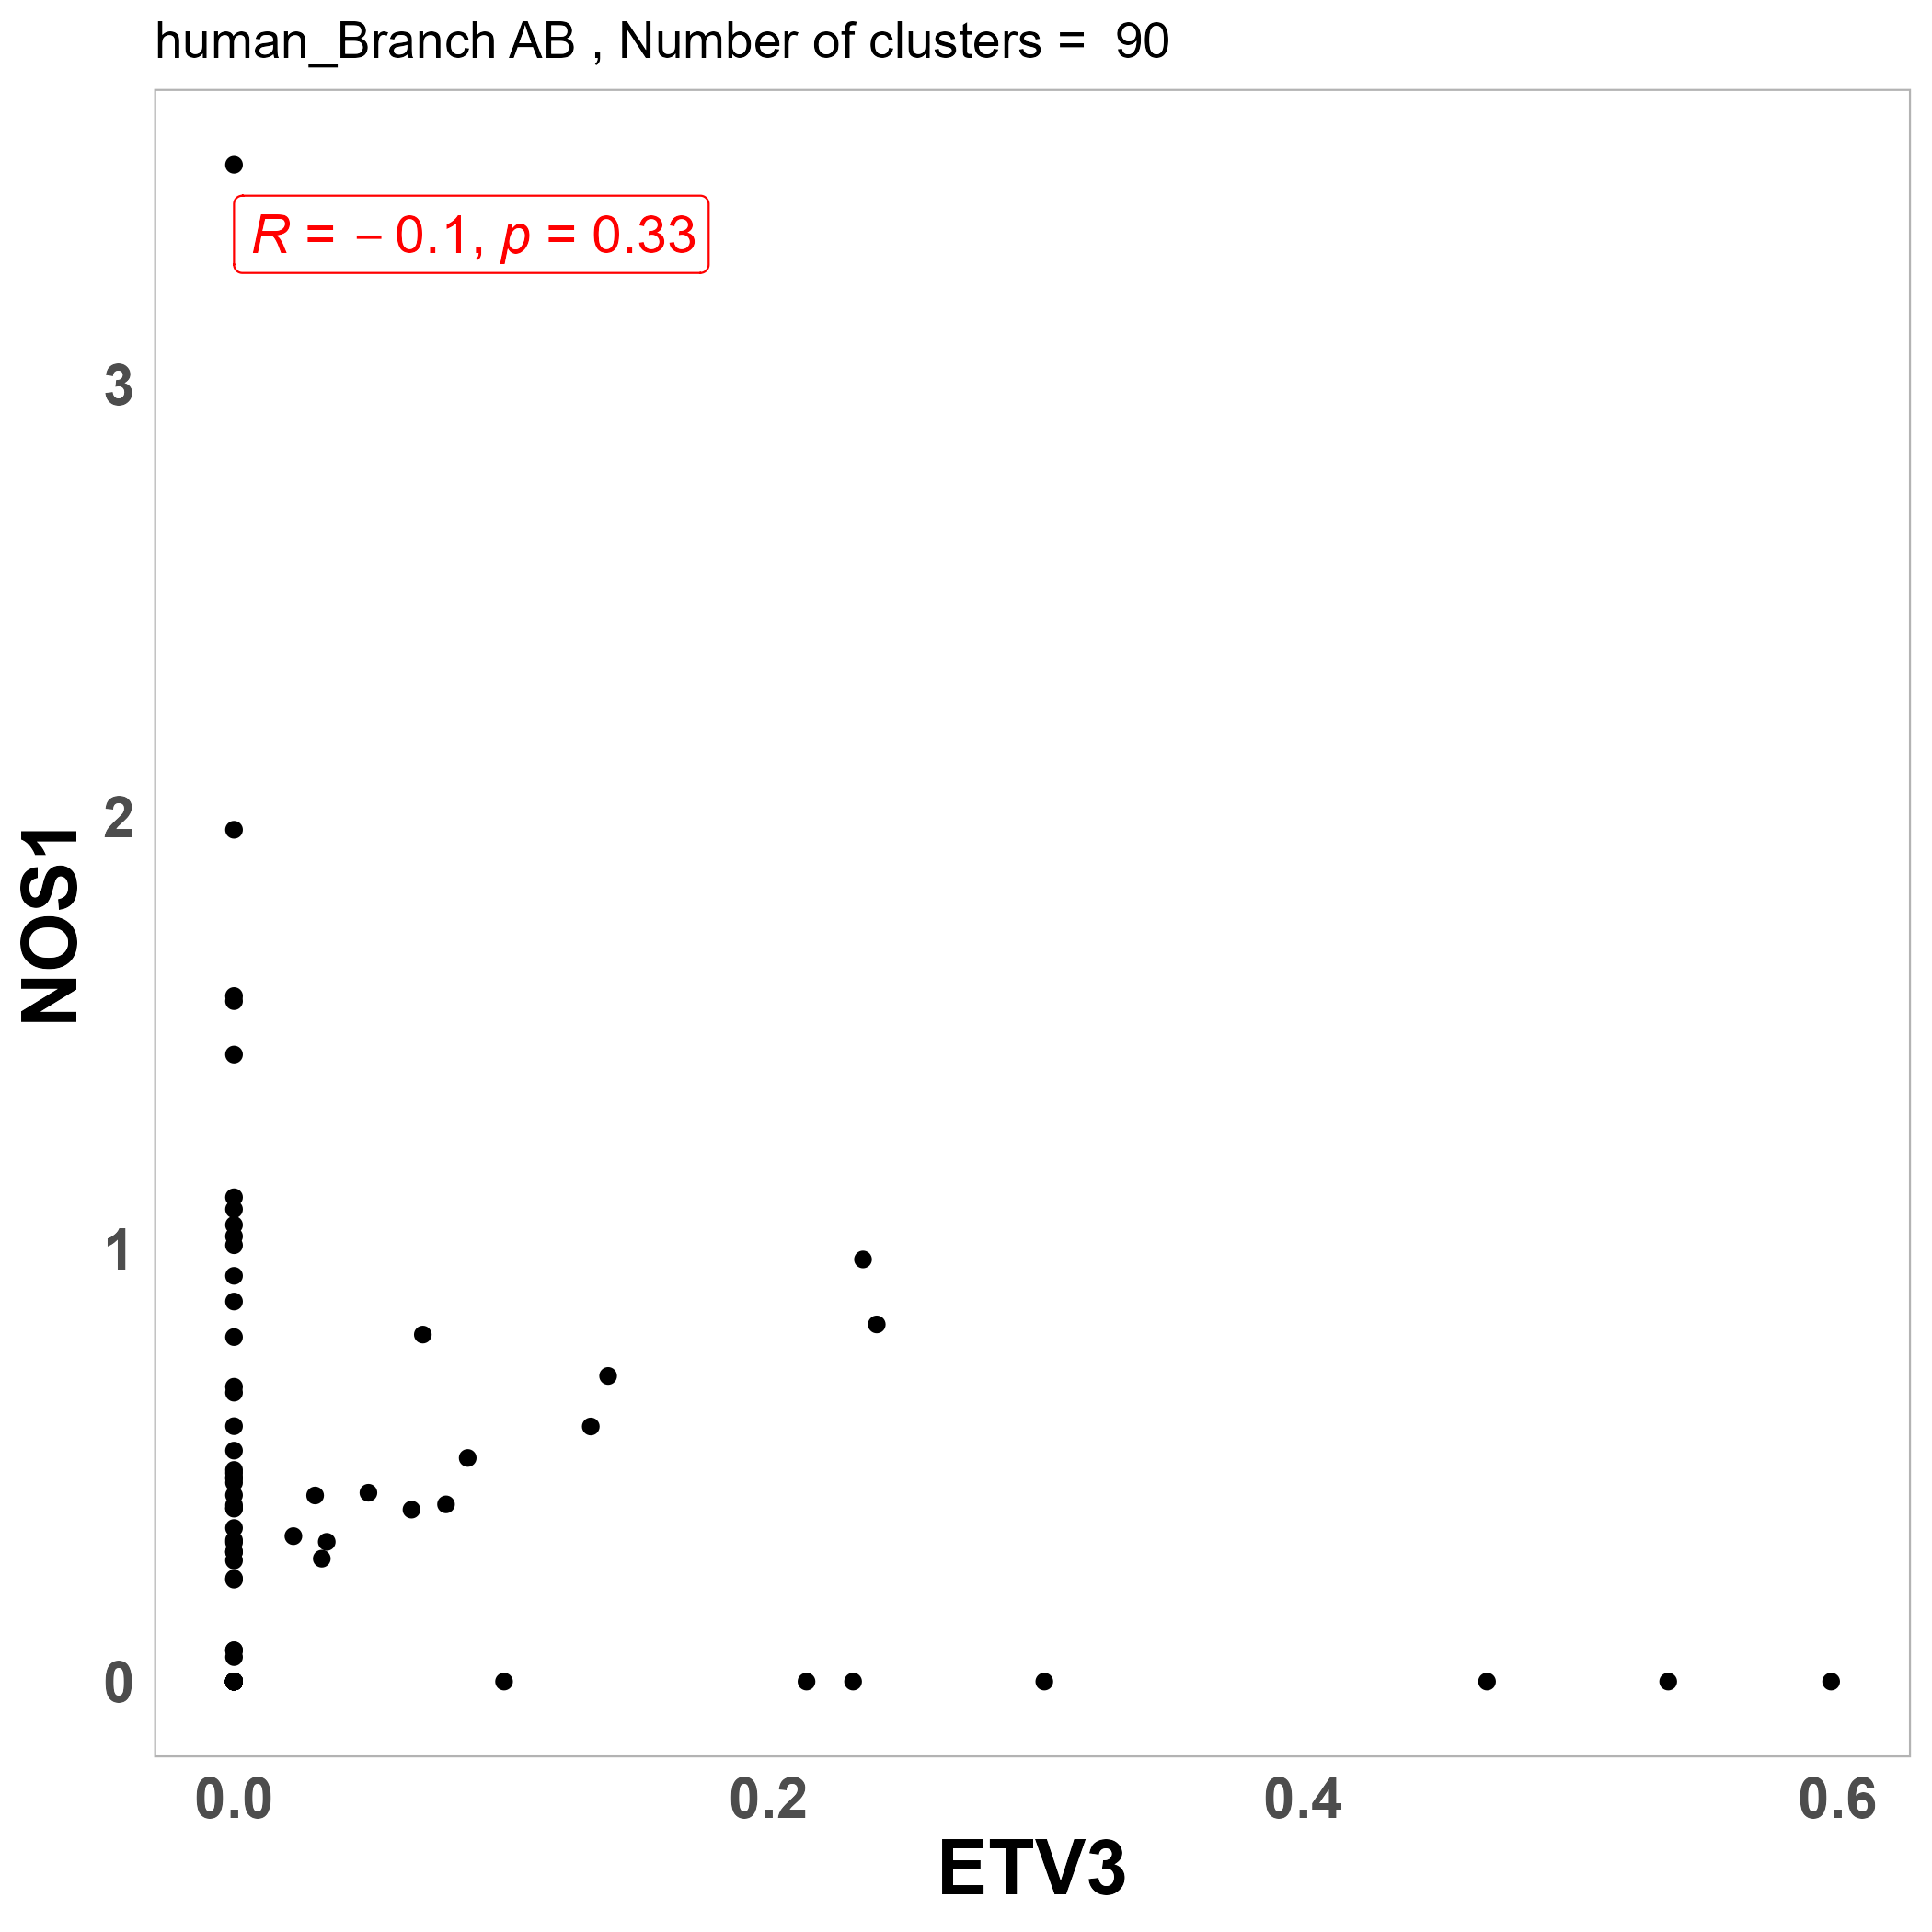 human_Branch AB , Number of clusters =  90
R = − 0.1, p = 0.33
3
2
1
0
NOS1
0.0 0.2 0.4 0.6
ETV3